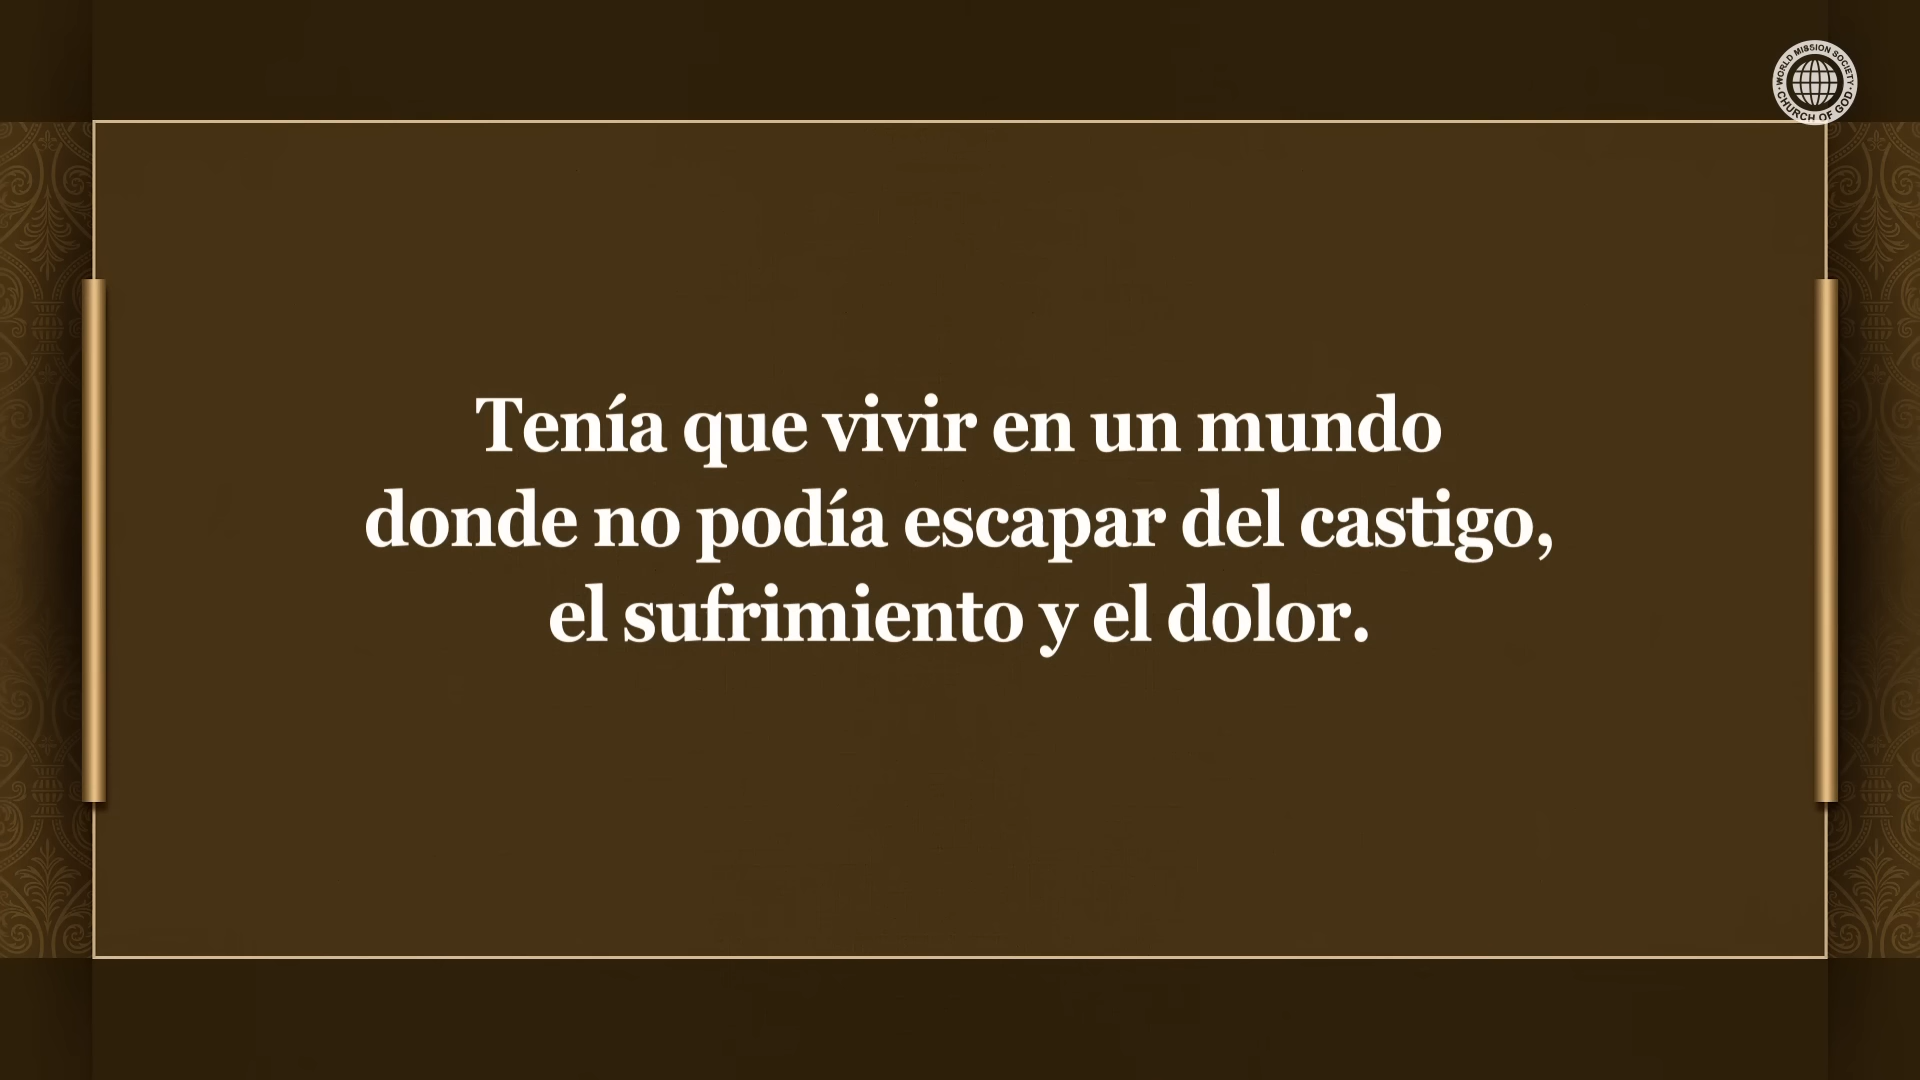 WORLD MISSION SOCIETY
CHURCH OF GOD
Tenía que vivir en un mundo
donde no podía escapar del castigo,
el sufrimiento y el dolor.